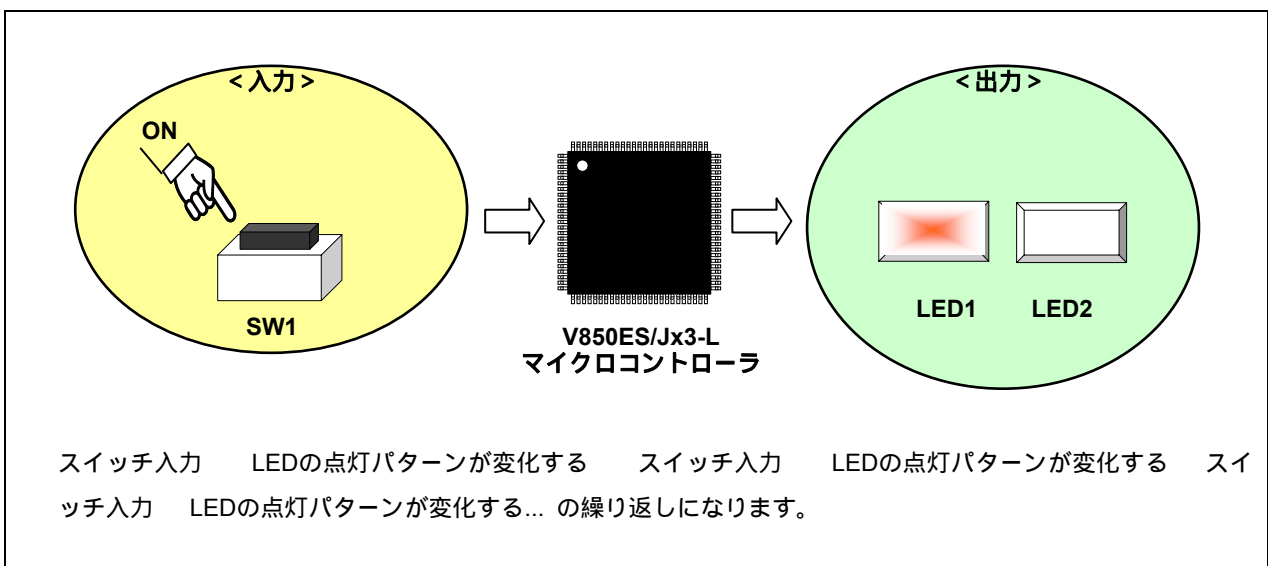 <入力>
<出力>
ON
SW1
V850ES/Jx3-L
マイクロコントローラ
LED1 LED2
スイッチ入力　　LEDの点灯パターンが変化する　　スイッチ入力　　LEDの点灯パターンが変化する　　スイ
ッチ入力　　LEDの点灯パターンが変化する... の繰り返しになります。